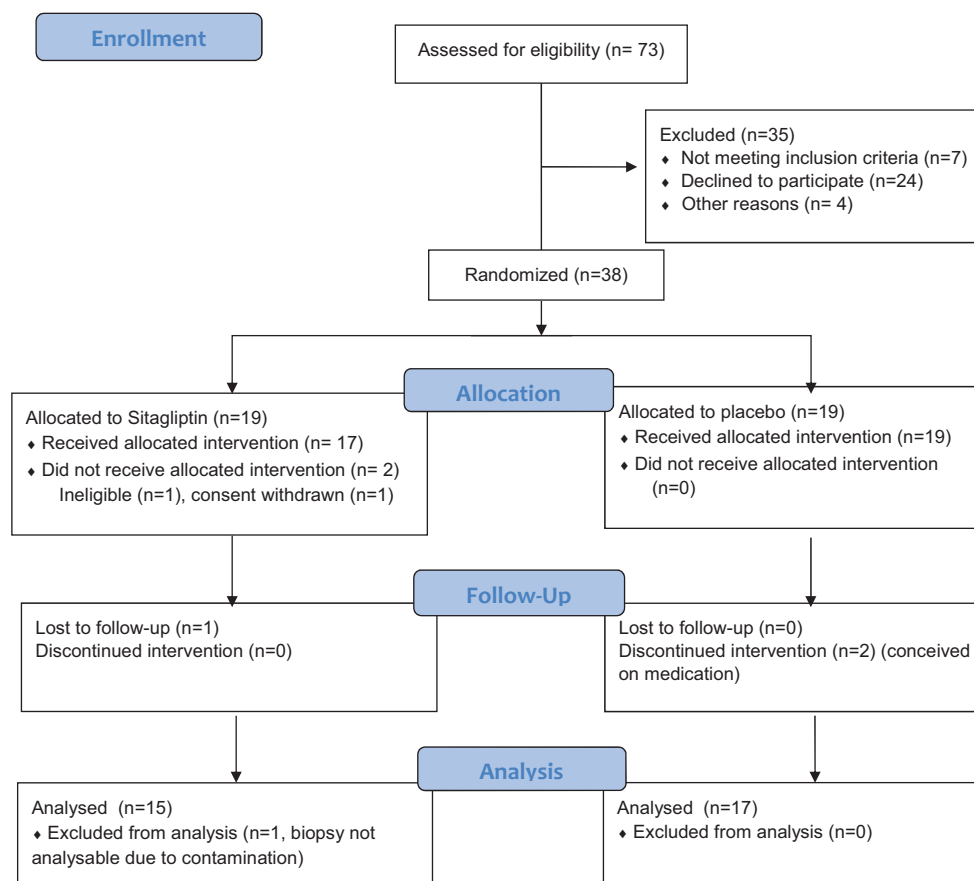 Enrollment
Assessed for eligibility (n= 73)
Excluded (n=35)
♦ Not meeting inclusion criteria (n=7)
♦ Declined to participate (n=24)
♦ Other reasons (n= 4)
Randomized (n=38)
Allocation
Allocated to Sitagliptin (n=19)
♦ Received allocated intervention (n= 17)
♦ Did not receive allocated intervention (n= 2)
Ineligible (n=1), consent withdrawn (n=1)
Allocated to placebo (n=19)
♦ Received allocated intervention (n=19)
♦ Did not receive allocated intervention
(n=0)
Follow-Up
Lost to follow-up (n=1)
Discontinued intervention (n=0)
Lost to follow-up (n=0)
Discontinued intervention (n=2) (conceived
on medication)
Analysis
Analysed (n=15)
♦ Excluded from analysis (n=1, biopsy not
analysable due to contamination)
Analysed (n=17)
♦ Excluded from analysis (n=0)